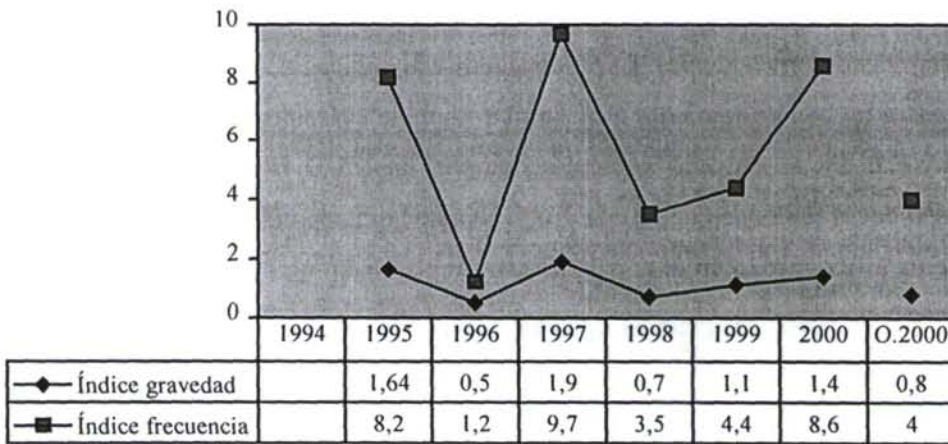 10
8
6
4
2
0
1994 1995 1996 1997 1998 1999 2000 O.2000
Índice gravedad 1,64 0,5 1,9 0,7 1,1 1,4 0,8
Índice frecuencia 8,2 1,2 9,7 3,5 4,4 8,6 4